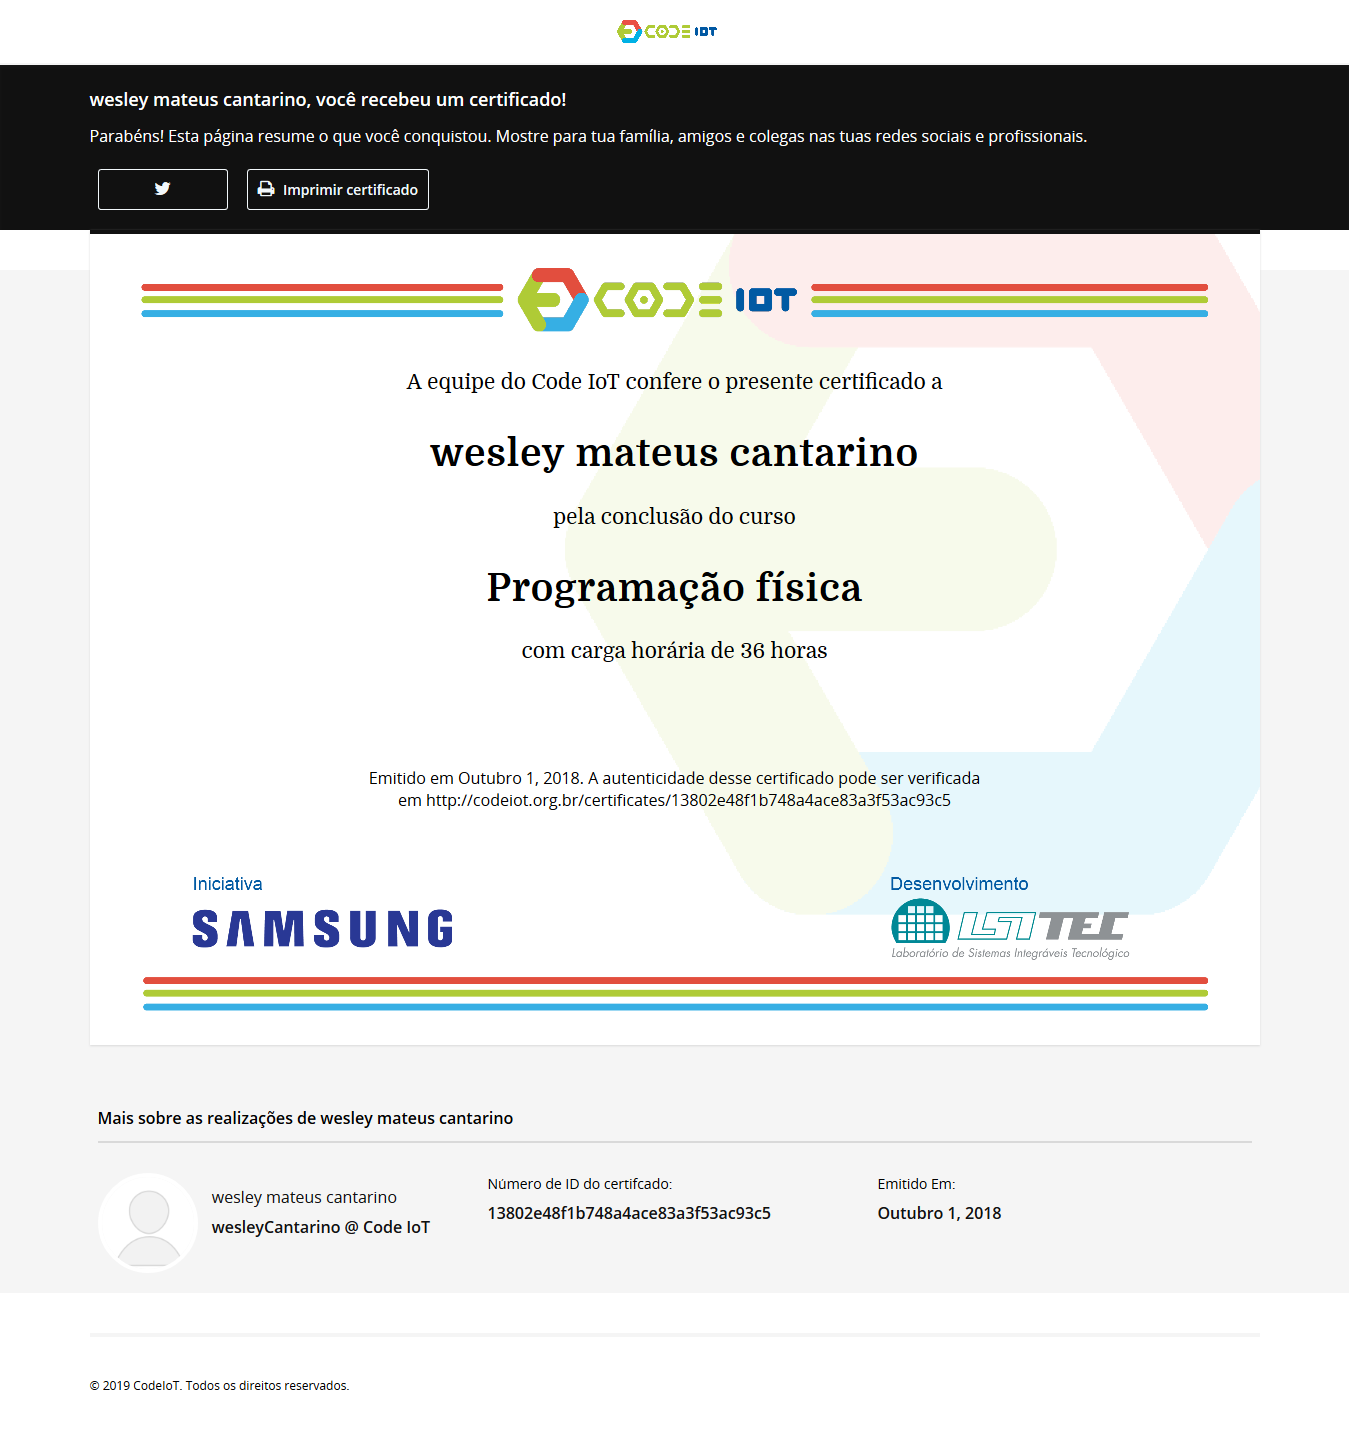 CODE IOT
wesley mateus cantarino, você recebeu um certificado!
Parabéns! Esta página resume o que você conquistou. Mostre para tua família, amigos e colegas nas tuas redes sociais e profissionais.
Imprimir certificado
CODE IOT
A equipe do Code IoT confere o presente certificado a
wesley mateus cantarino
pela conclusão do curso
Programação física
com carga horária de 36 horas
Emitido em Outubro 1, 2018. A autenticidade desse certificado pode ser verificada
em http://codeiot.org.br/certificates/13802e48f1b748a4ace83a3f53ac93c5
Iniciativa
SAMSUNG
Desenvolvimento
LSI TEC
Laboratório de Sistemas Integráveis Tecnológico
Mais sobre as realizações de wesley mateus cantarino
wesley mateus cantarino
wesleyCantarino @ Code IoT
Número de ID do certifcado:
13802e48f1b748a4ace83a3f53ac93c5
Emitido Em:
Outubro 1, 2018
© 2019 CodeIoT. Todos os direitos reservados.